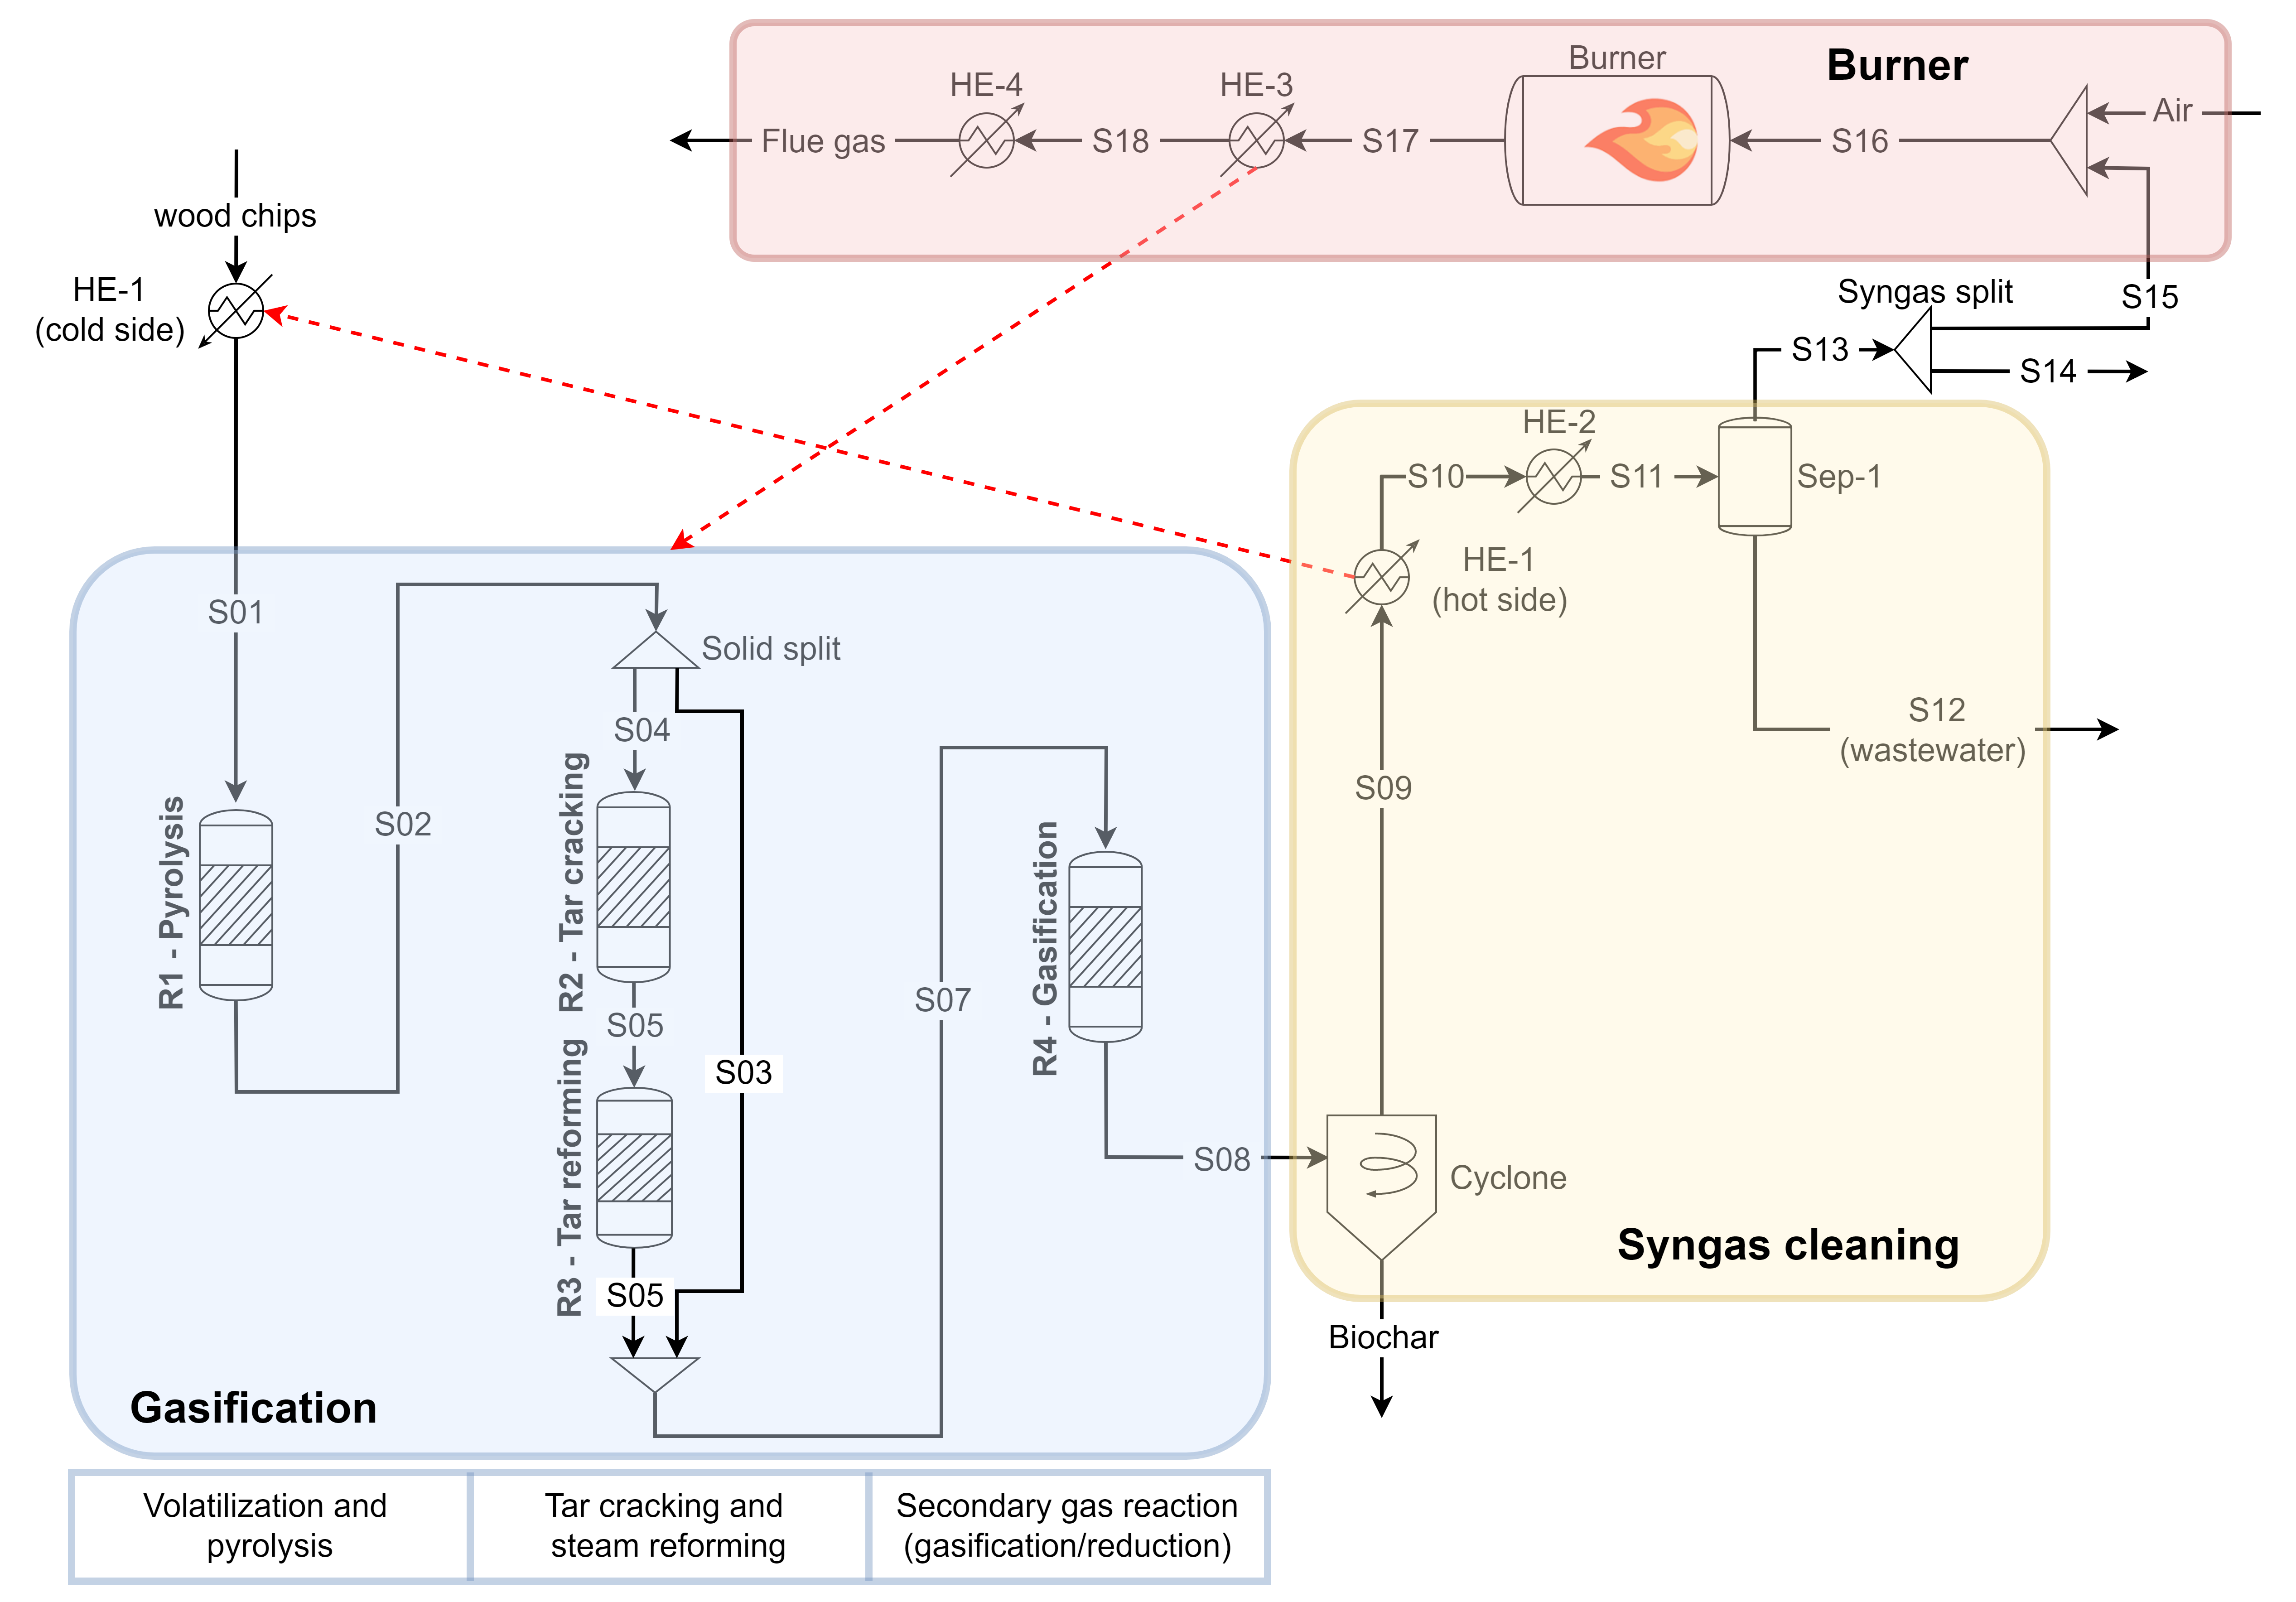 Burner
Burner
HE-4
HE-3
Air
Flue gas
S18
S17
S16
wood chips
HE-1
(cold side)
Syngas split
S15
S13
S14
HE-2
S10
S11
Sep-1
HE-1
(hot side)
S01
Solid split
S04
S12
(wastewater)
S09
S02
R1 - Pyrolysis
R2 - Tar cracking
S05
S03
S07
R4 - Gasification
R3 - Tar reforming
S08
Cyclone
Syngas cleaning
S05
Biochar
Gasification
Volatilization and
pyrolysis
Tar cracking and
steam reforming
Secondary gas reaction
(gasification/reduction)